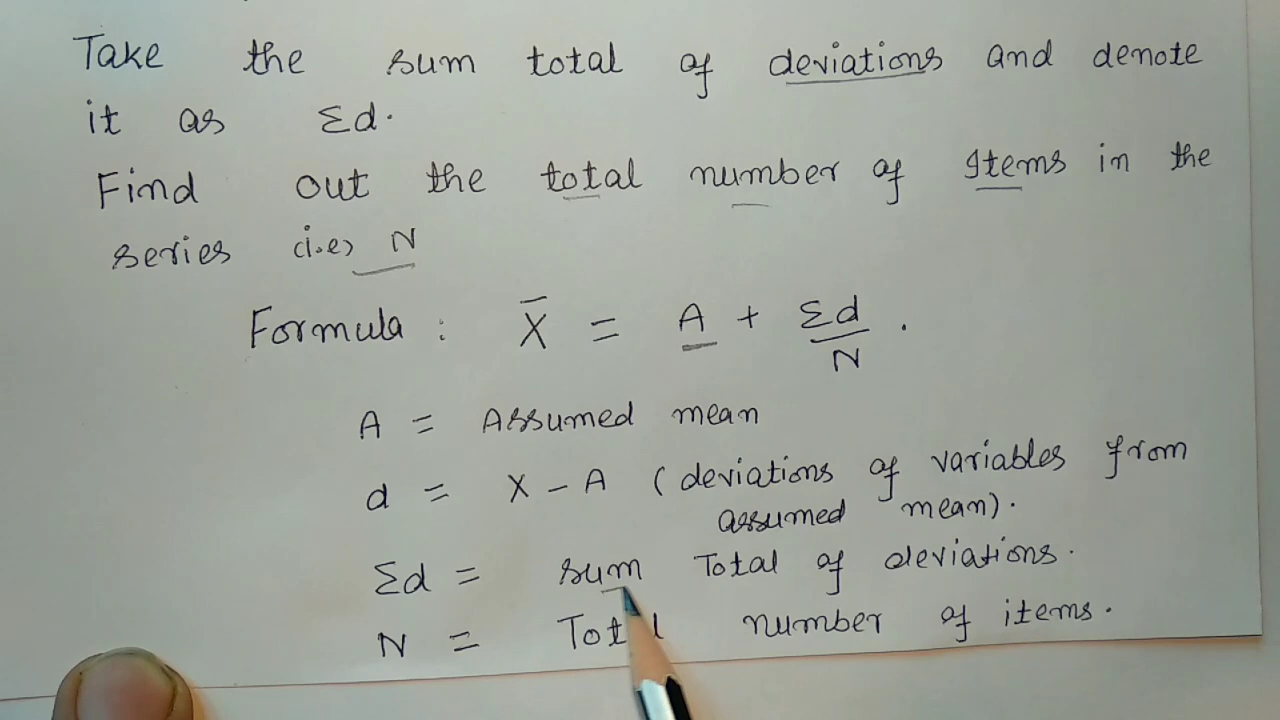 Take the sum total of deviations and denote
it as Σd.
Find out the total number of Items in the
series (i.e) N
Formula : X̄ = A + Σd/N .
A = Assumed mean
d = X - A (deviations of variables from
assumed mean).
Σd = sum Total of deviations.
N = Total number of items.